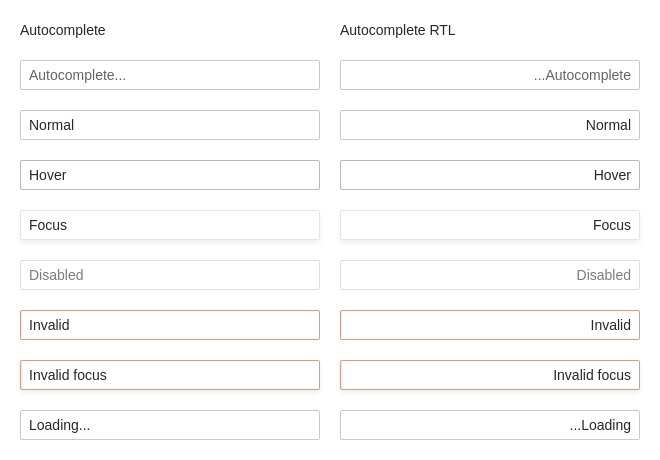 Autocomplete
Autocomplete...
Normal
Hover
Focus
Disabled
Invalid
Invalid focus
Loading...
Autocomplete RTL
...Autocomplete
Normal
Hover
Focus
Disabled
Invalid
Invalid focus
...Loading